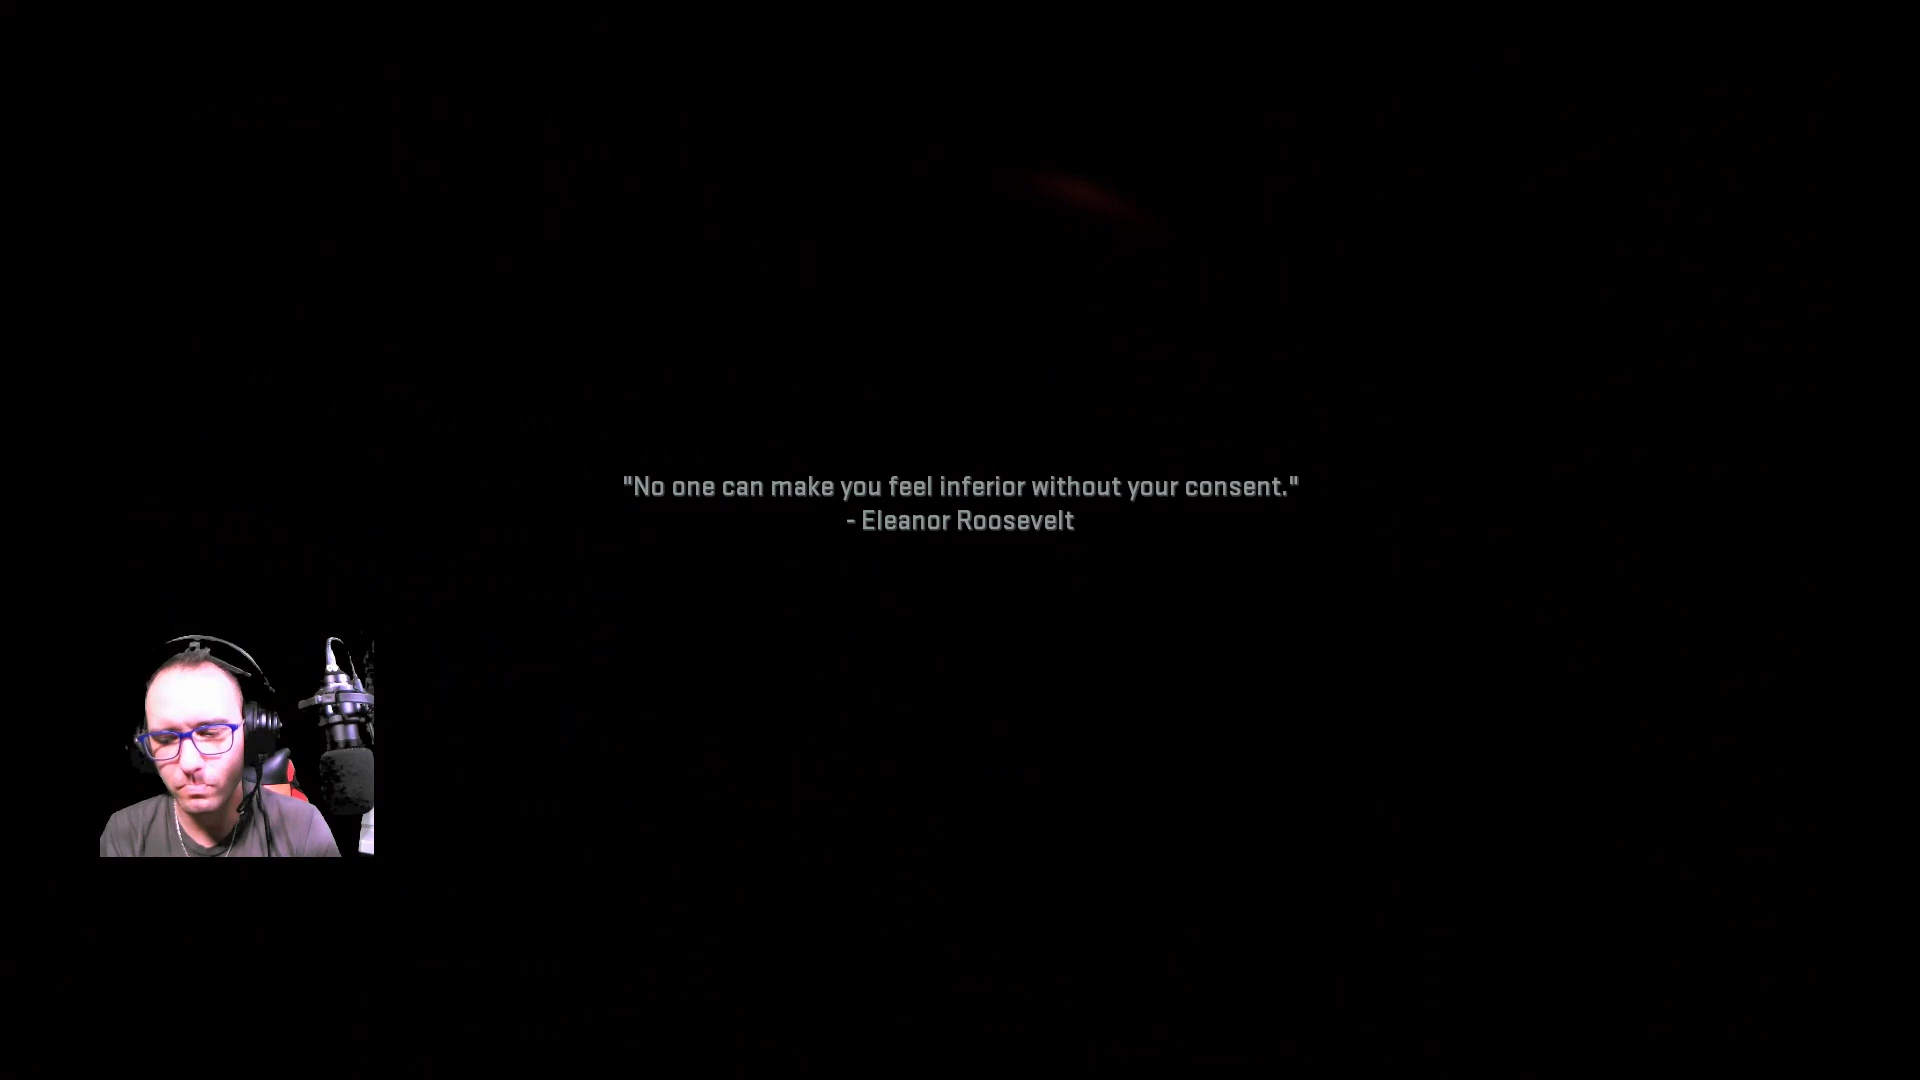 "No one can make you feel inferior without your consent."
- Eleanor Roosevelt